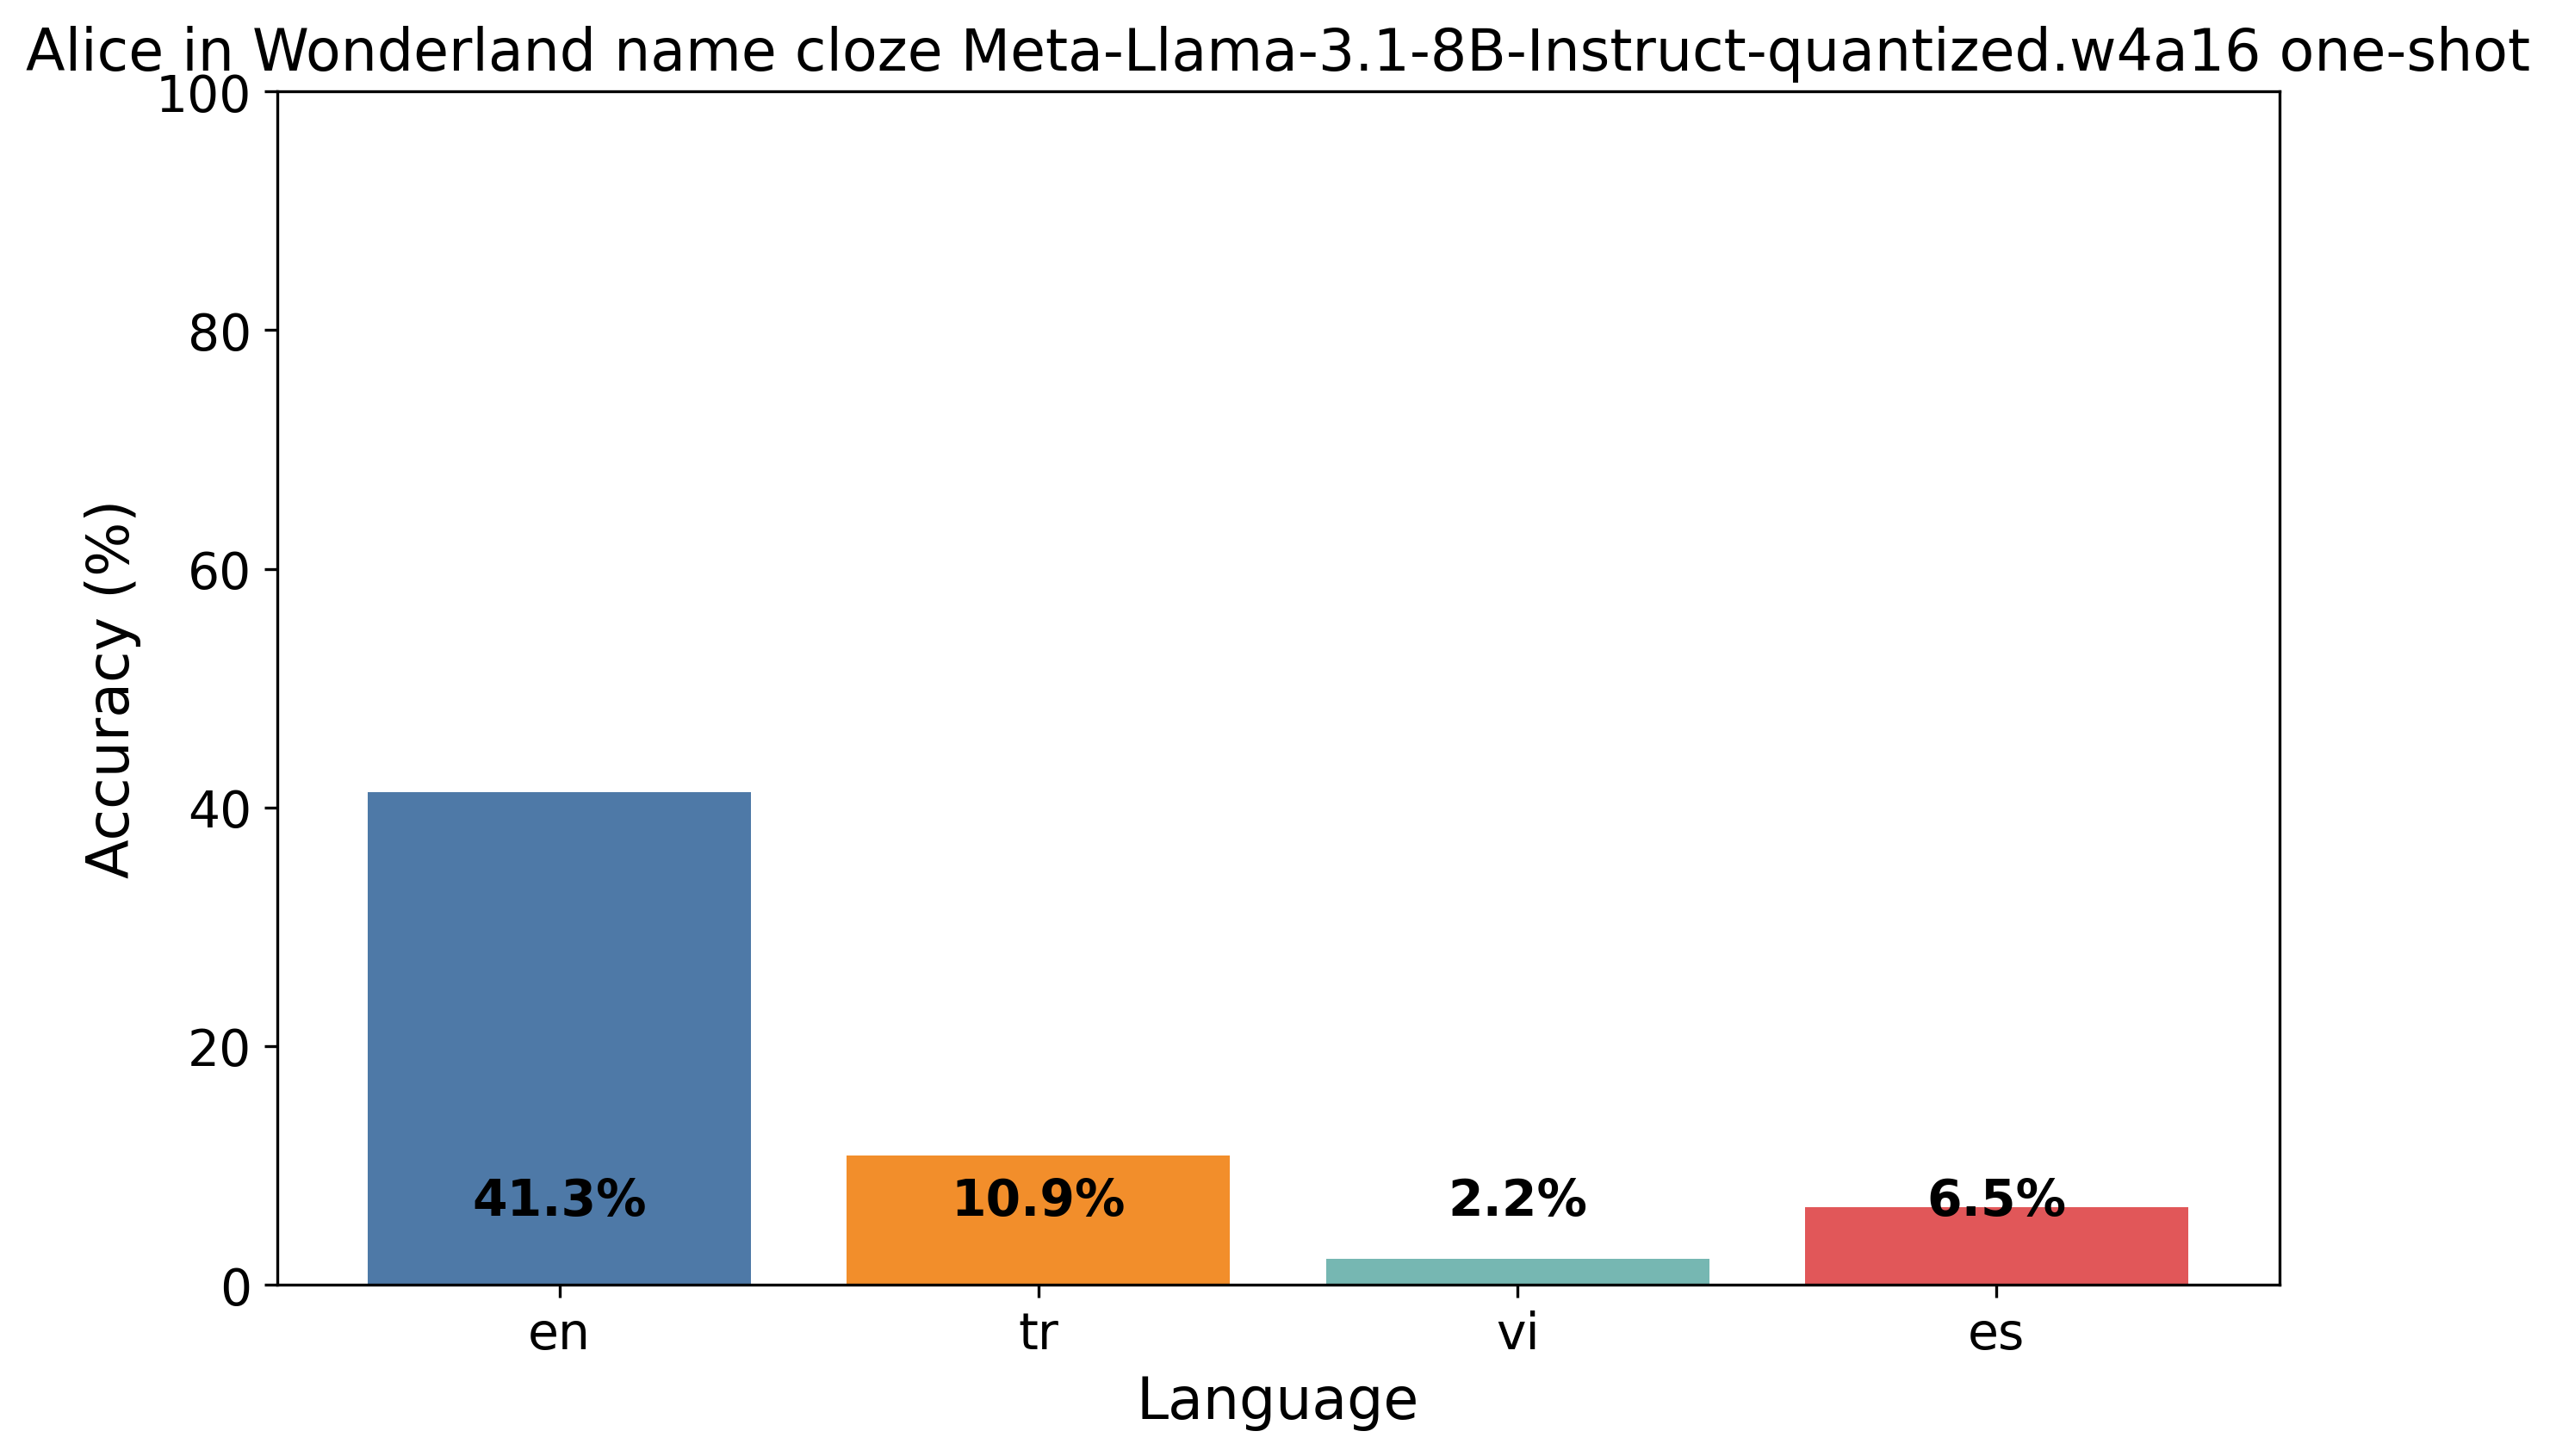 Alice in Wonderland name cloze Meta-Llama-3.1-8B-Instruct-quantized.w4a16 one-shot
100
80
60
40
20
0
Accuracy (%)
41.3%
10.9%
2.2%
6.5%
en
tr
vi
es
Language